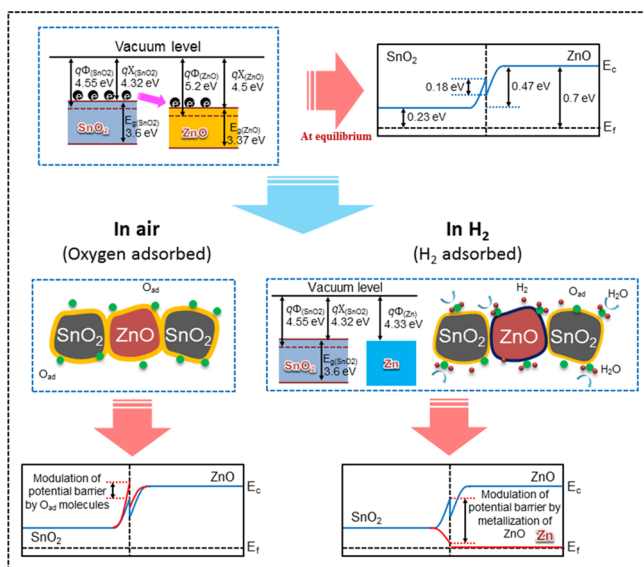 Vacuum level
qΦ(SnO2)
4.55 eV
qX(SnO2)
4.32 eV
qΦ(ZnO)
5.2 eV
qX(ZnO)
4.5 eV
e e e e
e e e
Eg(SnO2)
3.6 eV
SnO2
ZnO
Eg(ZnO)
3.37 eV
At equilibrium
SnO2
ZnO
Ec
0.18 eV
0.47 eV
0.7 eV
0.23 eV
Ef
In air
(Oxygen adsorbed)
Oad
SnO2
ZnO
SnO2
Oad
In H2
(H2 adsorbed)
Vacuum level
qΦ(SnO2)
4.55 eV
qX(SnO2)
4.32 eV
qΦ(Zn)
4.33 eV
Eg(SnO2)
3.6 eV
SnO2
Zn
H2
Oad
H2O
SnO2
ZnO
SnO2
H2O
Modulation of
potential barrier
by Oad molecules
ZnO
Ec
SnO2
Ef
ZnO
Ec
Modulation of
potential barrier by
metallization of
ZnO
Zn
SnO2
Ef